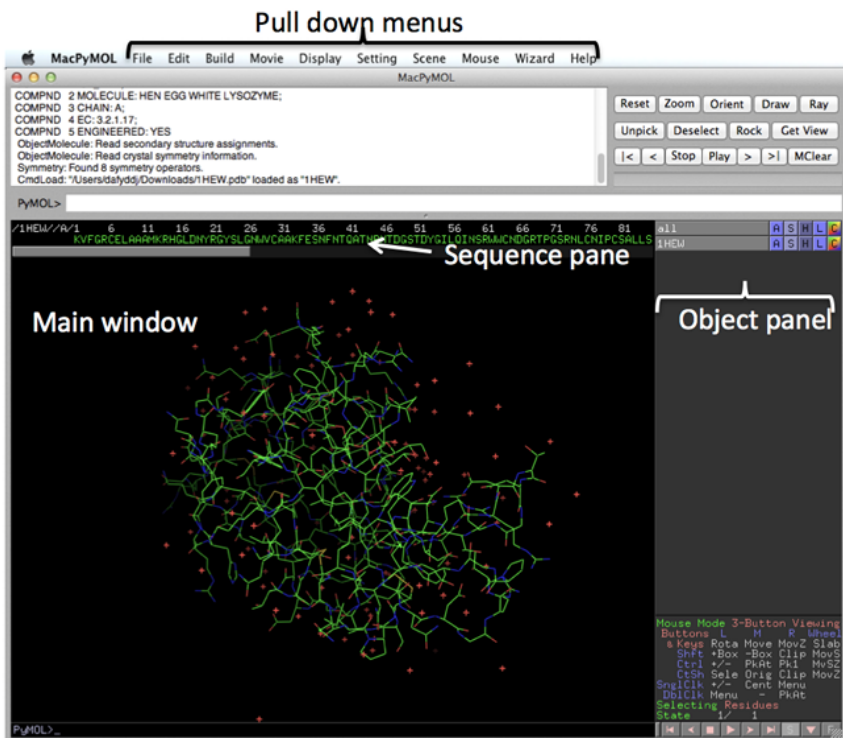 Pull down menus
MacPyMOL File Edit Build Movie Display Setting Scene Mouse Wizard Help
MacPyMOL
COMPND 2 MOLECULE: HEN EGG WHITE LYSOZYME;
COMPND 3 CHAIN: A;
COMPND 4 EC: 3.2.1.17;
COMPND 5 ENGINEERED: YES
ObjectMolecule: Read secondary structure assignments.
ObjectMolecule: Read crystal symmetry information.
Symmetry: Found 8 symmetry operators.
CmdLoad: "/Users/dafyddj/Downloads/1HEW.pdb" loaded as "1HEW".
Reset Zoom Orient Draw Ray
Unpick Deselect Rock Get View
|< < Stop Play > >| MClear
PyMOL>
/1HEW//A/1 6 11 16 21 26 31 36 41 46 51 56 61 66 71 76 81
KVFGRCELAAAMKRHGLDNYRGYSLGNWVCAAKFESNFNTQATN TDGSTDYGILQINSRWWCNDGRTPGSRNLCNIPCSALLS
all A S H L C
1HEW A S H L C
Sequence pane
Main window
Object panel
Mouse Mode 3-Button Viewing
Buttons L M R Wheel
& Keys Rota Move MovZ Slab
Shft +Box -Box Clip MovS
Ctrl +/- PkAt Pk1 MvSZ
CtSh Sele Orig Clip MovZ
SnglClk +/- Cent Menu
DblClk Menu - PkAt
Selecting Residues
State 1/ 1
PyMOL>_
S F